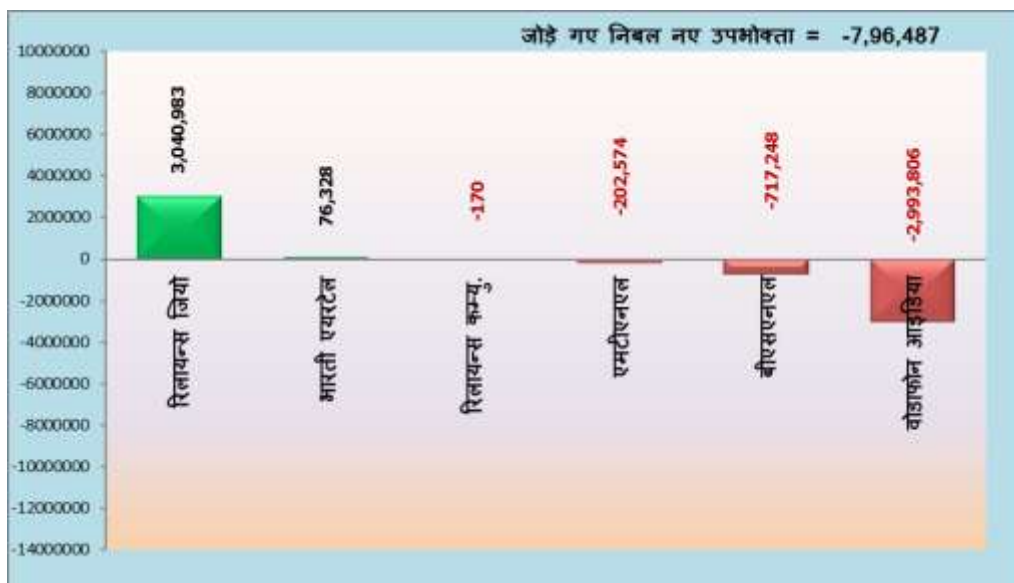 जोड़े गए निबल नए उपभोक्ता = -7,96,487
10000000
8000000
6000000
4000000
2000000
0
-2000000
-4000000
-6000000
-8000000
-10000000
-12000000
-14000000
3,040,983
76,328
-170
-202,574
-717,248
-2,993,806
रिलायन्स जियो
भारती एयरटेल
रिलायन्स कम्यु.
एमटीएनएल
बीएसएनएल
वोडाफोन आइडिया